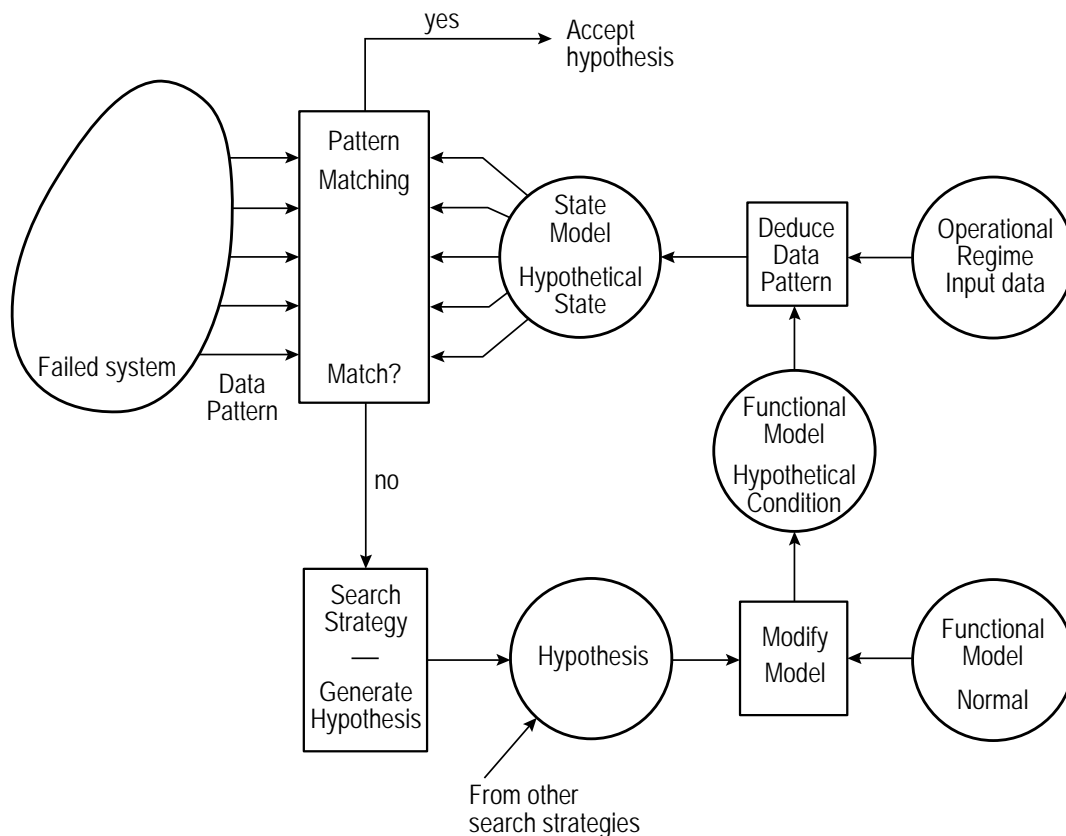 yes
Accept
hypothesis
Pattern
Matching
Match?
Failed system
Data
Pattern
State
Model
Hypothetical
State
Deduce
Data
Pattern
Operational
Regime
Input data
Functional
Model
Hypothetical
Condition
no
Search
Strategy
—
Generate
Hypothesis
Hypothesis
Modify
Model
Functional
Model
Normal
From other
search strategies